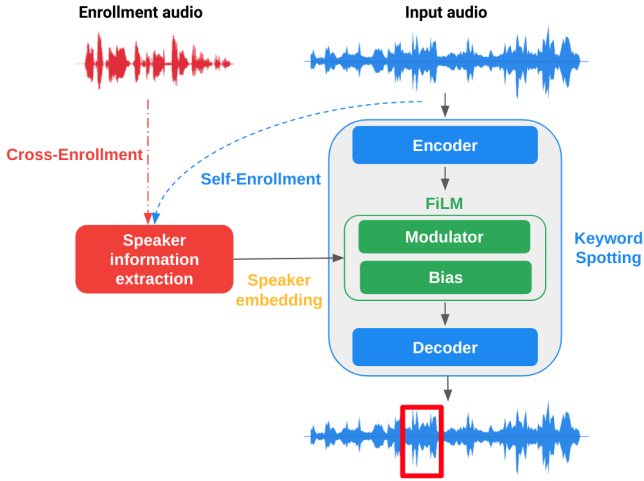 Enrollment audio
Input audio
Cross-Enrollment
Self-Enrollment
Encoder
FiLM
Modulator
Bias
Speaker
information
extraction
Speaker
embedding
Keyword
Spotting
Decoder